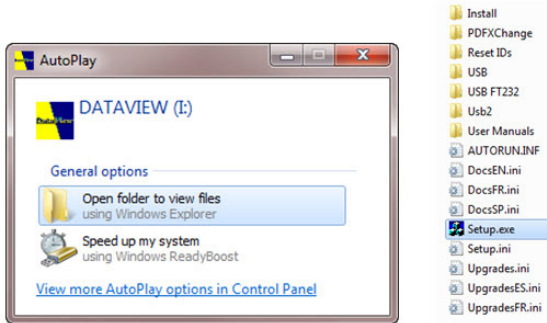 AutoPlay
DataView
DATAVIEW (I:)
General options
Open folder to view files
using Windows Explorer
Speed up my system
using Windows ReadyBoost
View more AutoPlay options in Control Panel
Install
PDFXChange
Reset IDs
USB
USB FT232
Usb2
User Manuals
AUTORUN.INF
DocsEN.ini
DocsFR.ini
DocsSP.ini
Setup.exe
Setup.ini
Upgrades.ini
UpgradesES.ini
UpgradesFR.ini